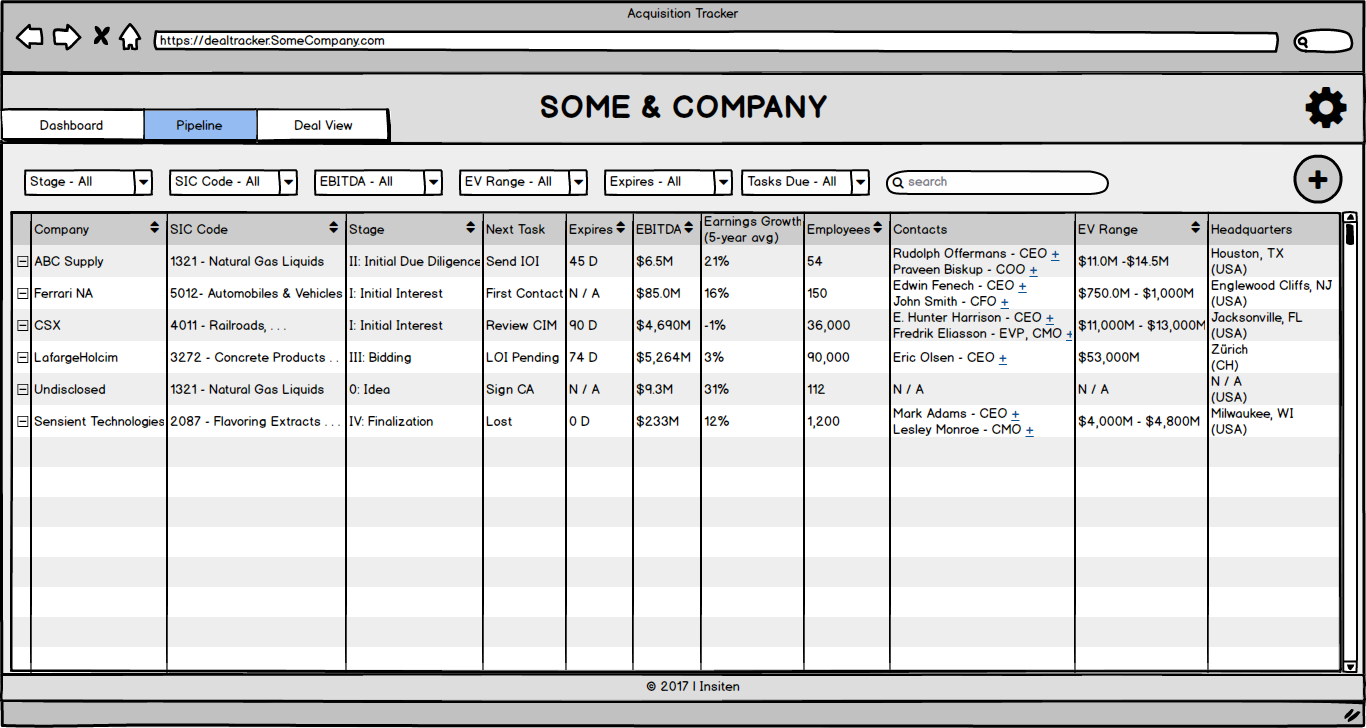 Acquisition Tracker
https://dealtracker.SomeCompany.com
SOME & COMPANY
Dashboard Pipeline Deal View
Stage - All SIC Code - All EBITDA - All EV Range - All Expires - All Tasks Due - All search
Company SIC Code Stage Next Task Expires EBITDA Earnings Growth (5-year avg) Employees Contacts EV Range Headquarters
ABC Supply 1321 - Natural Gas Liquids II: Initial Due Diligence Send IOI 45 D $6.5M 21% 54 Rudolph Offermans - CEO + Praveen Biskup - COO + $11.0M -$14.5M Houston, TX (USA)
Ferrari NA 5012- Automobiles & Vehicles I: Initial Interest First Contact N / A $85.0M 16% 150 Edwin Fenech - CEO + John Smith - CFO + $750.0M - $1,000M Englewood Cliffs, NJ (USA)
CSX 4011 - Railroads, . . . I: Initial Interest Review CIM 90 D $4,690M -1% 36,000 E. Hunter Harrison - CEO + Fredrik Eliasson - EVP, CMO + $11,000M - $13,000M Jacksonville, FL (USA)
LafargeHolcim 3272 - Concrete Products . . III: Bidding LOI Pending 74 D $5,264M 3% 90,000 Eric Olsen - CEO + $53,000M Zürich (CH)
Undisclosed 1321 - Natural Gas Liquids 0: Idea Sign CA N / A $9.3M 31% 112 N / A N / A N / A (USA)
Sensient Technologies 2087 - Flavoring Extracts . . . IV: Finalization Lost 0 D $233M 12% 1,200 Mark Adams - CEO + Lesley Monroe - CMO + $4,000M - $4,800M Milwaukee, WI (USA)
© 2017 | Insiten